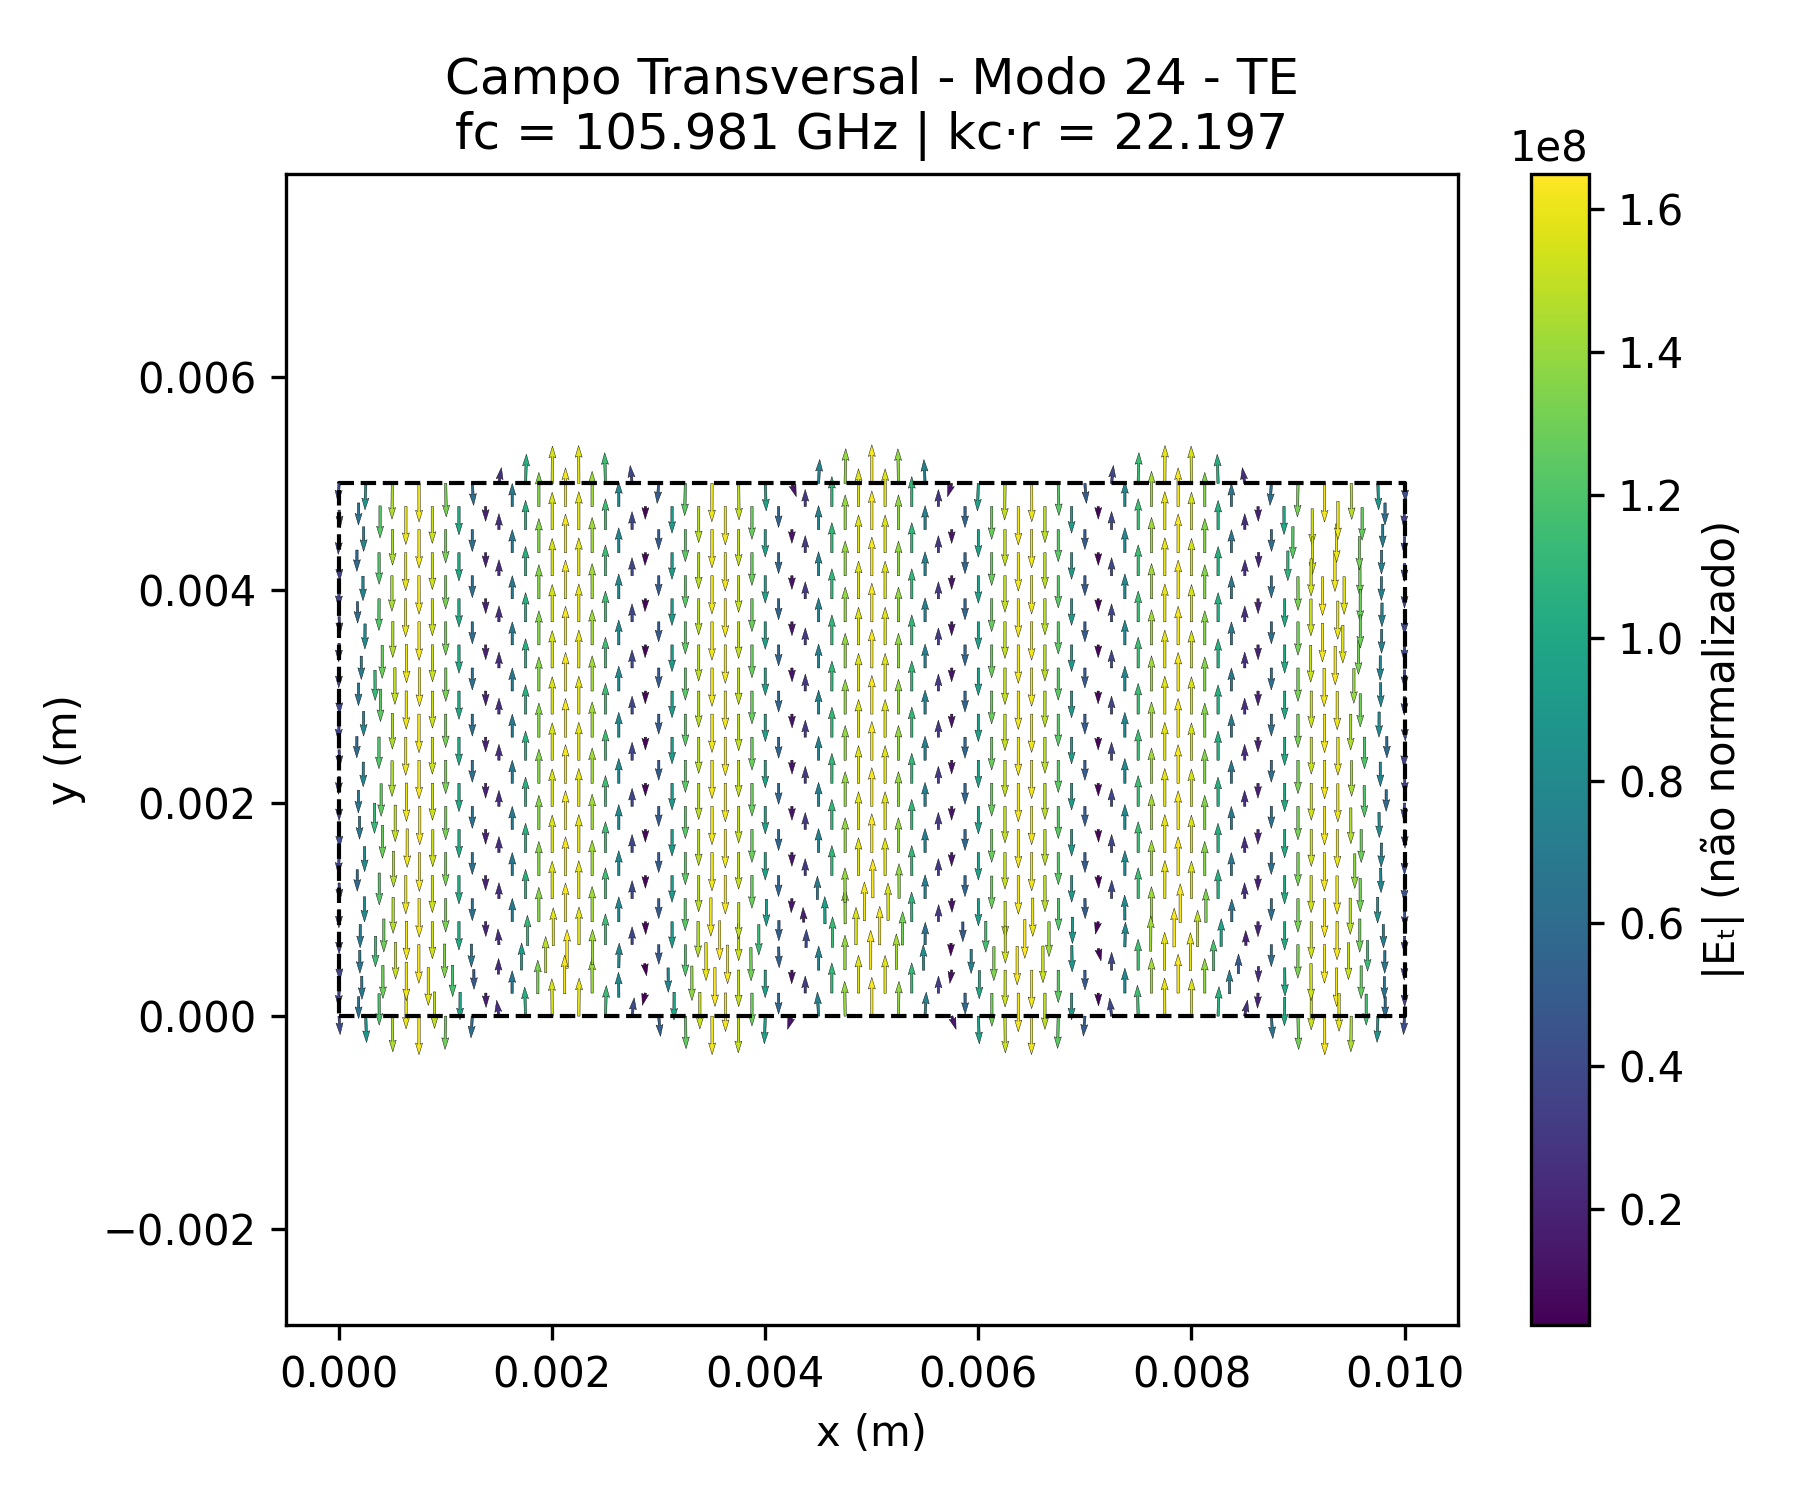 Campo Transversal - Modo 24 - TE
fc = 105.981 GHz | kc·r = 22.197
1e8
1.6
1.4
1.2
1.0
0.8
0.6
0.4
0.2
|Eₜ| (não normalizado)
0.006
0.004
0.002
0.000
−0.002
y (m)
0.000 0.002 0.004 0.006 0.008 0.010
x (m)